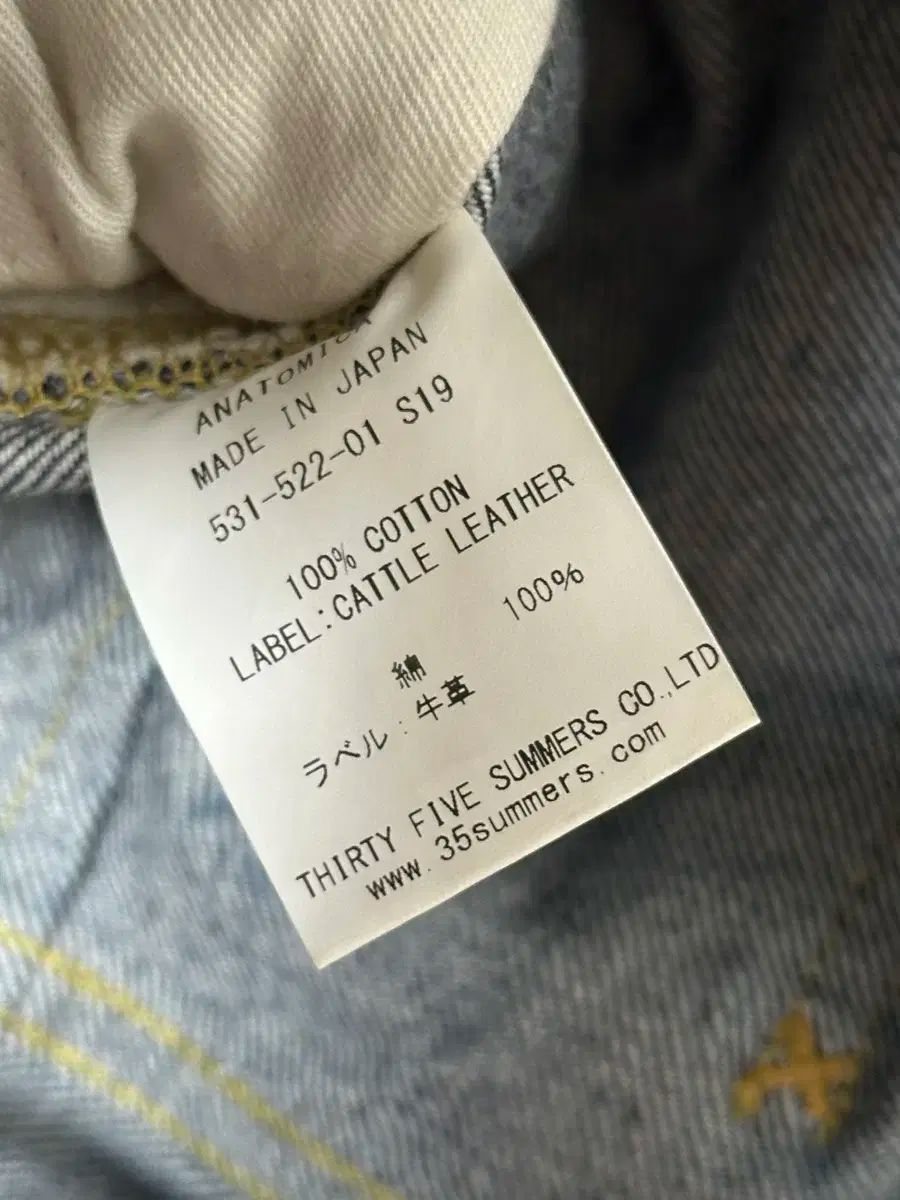 ANATOMICA
MADE IN JAPAN
531-522-01 S19
100% COTTON
LABEL:CATTLE LEATHER
綿 100%
ラベル:牛革
THIRTY FIVE SUMMERS CO.,LTD
www.35summers.com